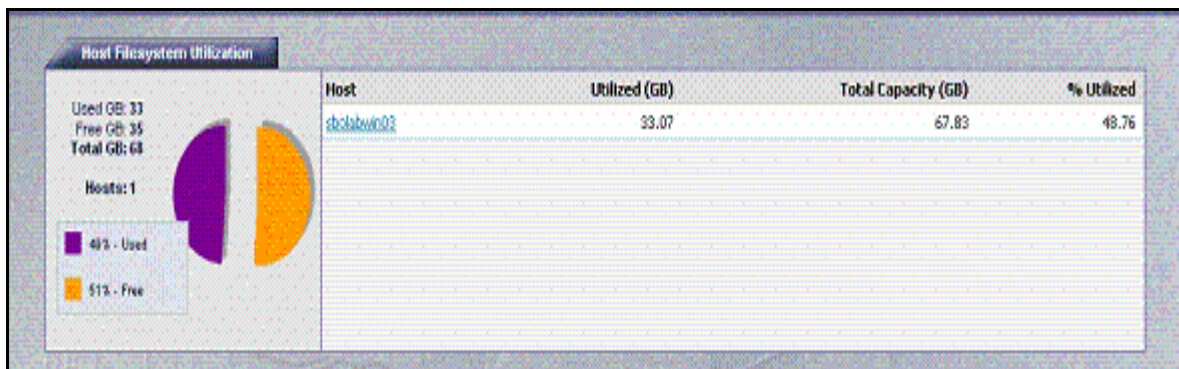 Host Filesystem Utilization
Used GB: 33
Free GB: 35
Total GB: 68
Hosts: 1
49% - Used
51% - Free
Host Utilized (GB) Total Capacity (GB) % Utilized
sbolabwin03 33.07 67.83 48.76